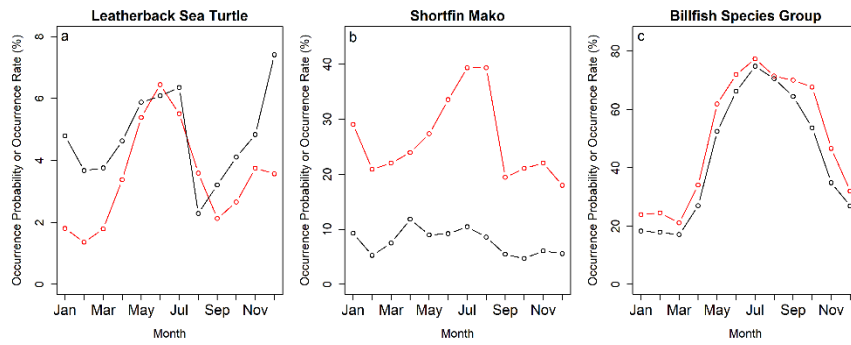 Leatherback Sea Turtle
a
Occurrence Probability or Occurrence Rate (%)
8
6
4
2
0
Jan Mar May Jul Sep Nov
Month
Shortfin Mako
b
Occurrence Probability or Occurrence Rate (%)
40
30
20
10
0
Jan Mar May Jul Sep Nov
Month
Billfish Species Group
c
Occurrence Probability or Occurrence Rate (%)
80
60
40
20
0
Jan Mar May Jul Sep Nov
Month